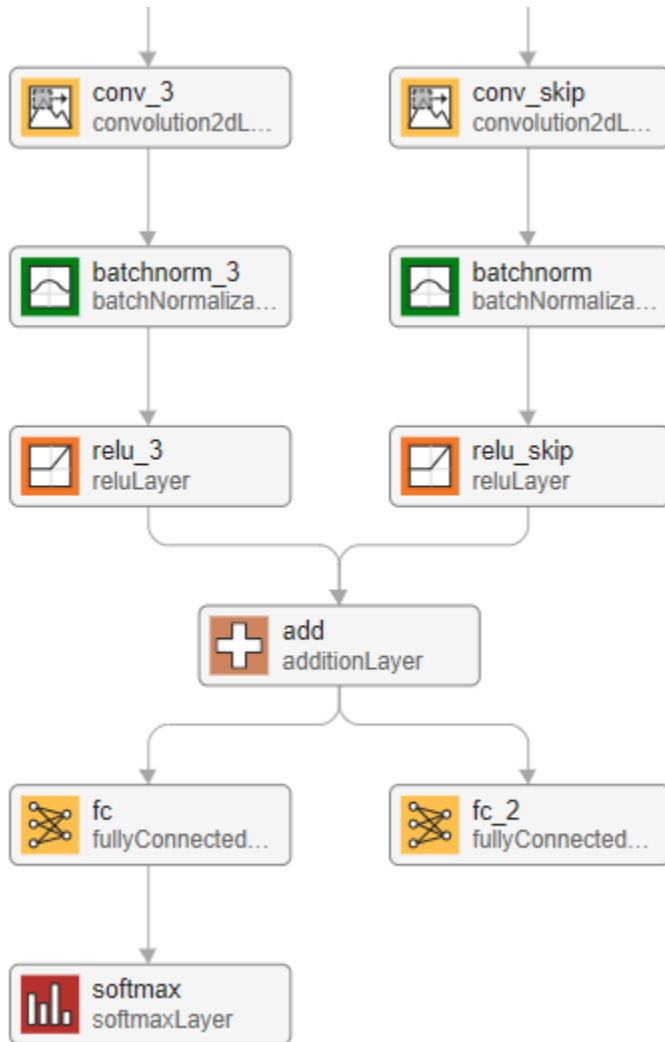 conv_3
convolution2dL...
conv_skip
convolution2dL...
batchnorm_3
batchNormaliza...
batchnorm
batchNormaliza...
relu_3
reluLayer
relu_skip
reluLayer
add
additionLayer
fc
fullyConnected...
fc_2
fullyConnected...
softmax
softmaxLayer